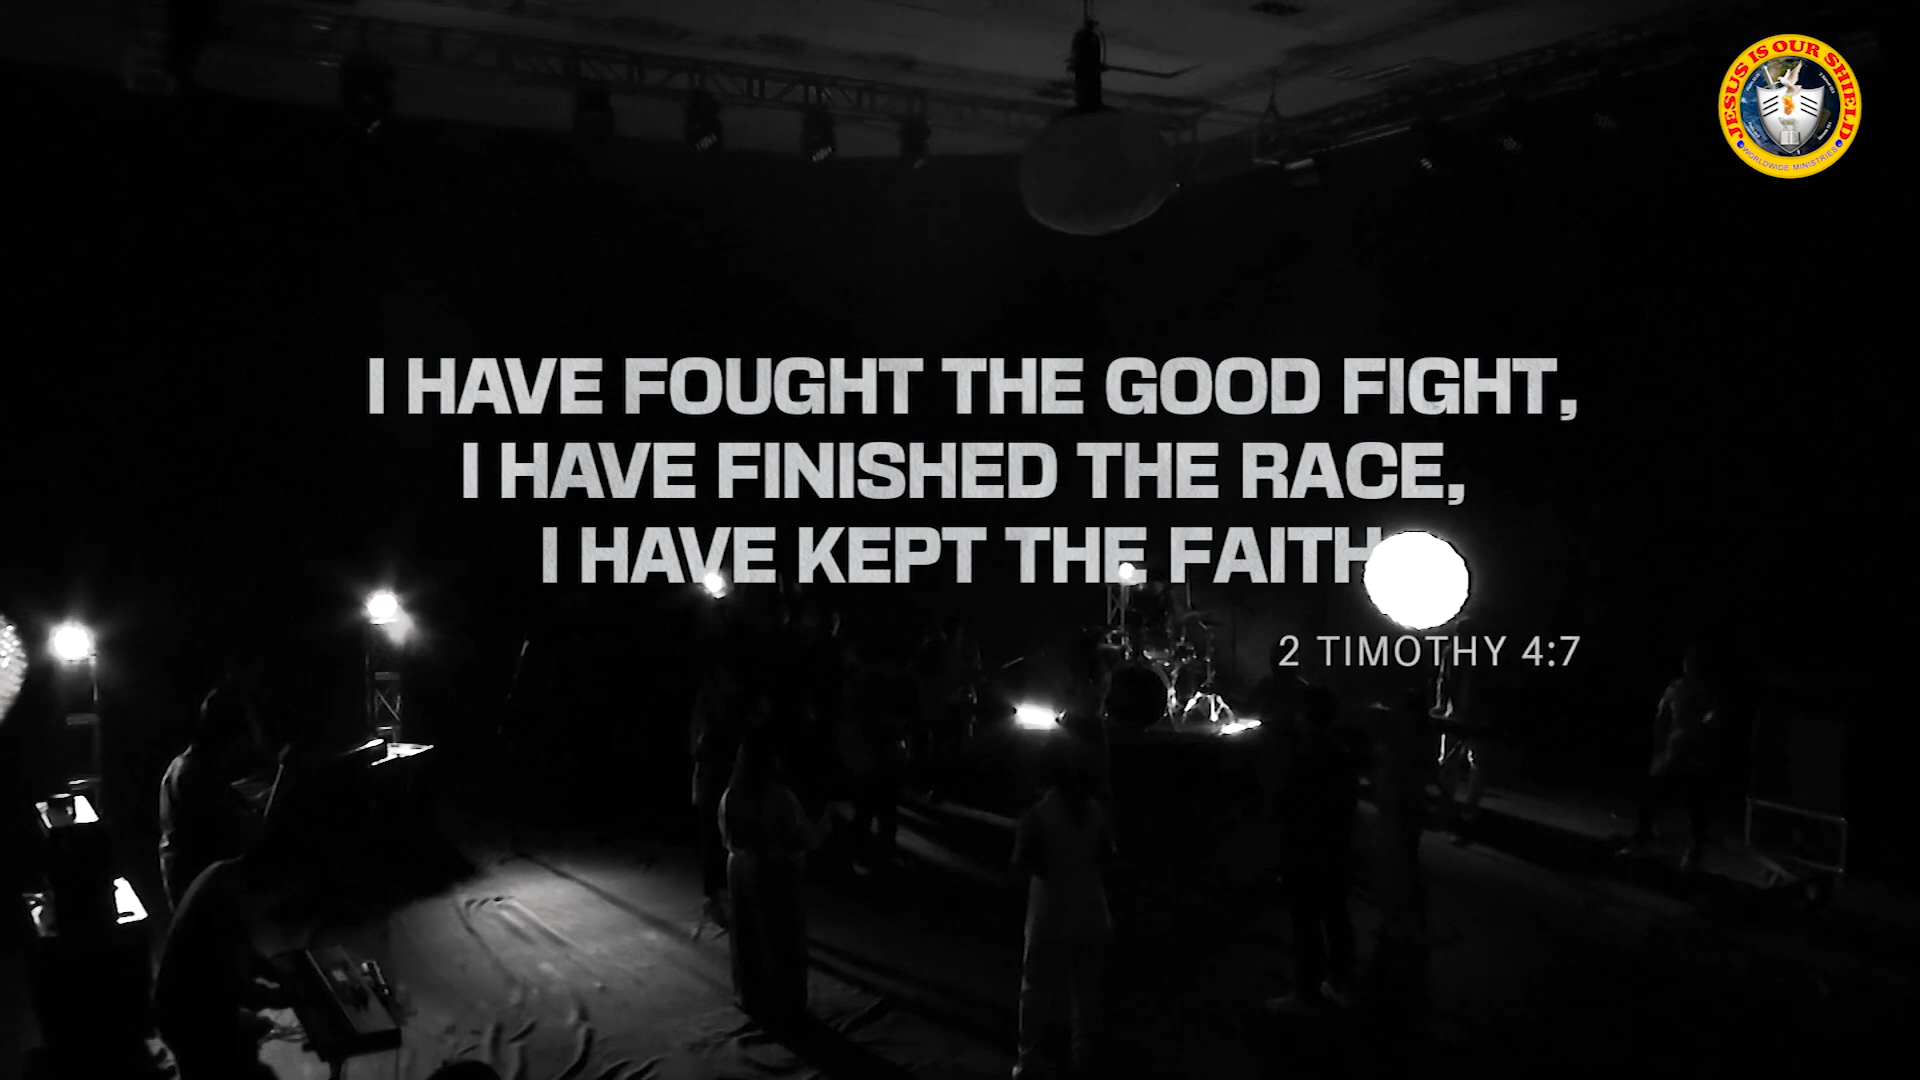 JESUS IS OUR SHIELD
WORLDWIDE MINISTRIES
I HAVE FOUGHT THE GOOD FIGHT,
I HAVE FINISHED THE RACE,
I HAVE KEPT THE FAITH
2 TIMOTHY 4:7